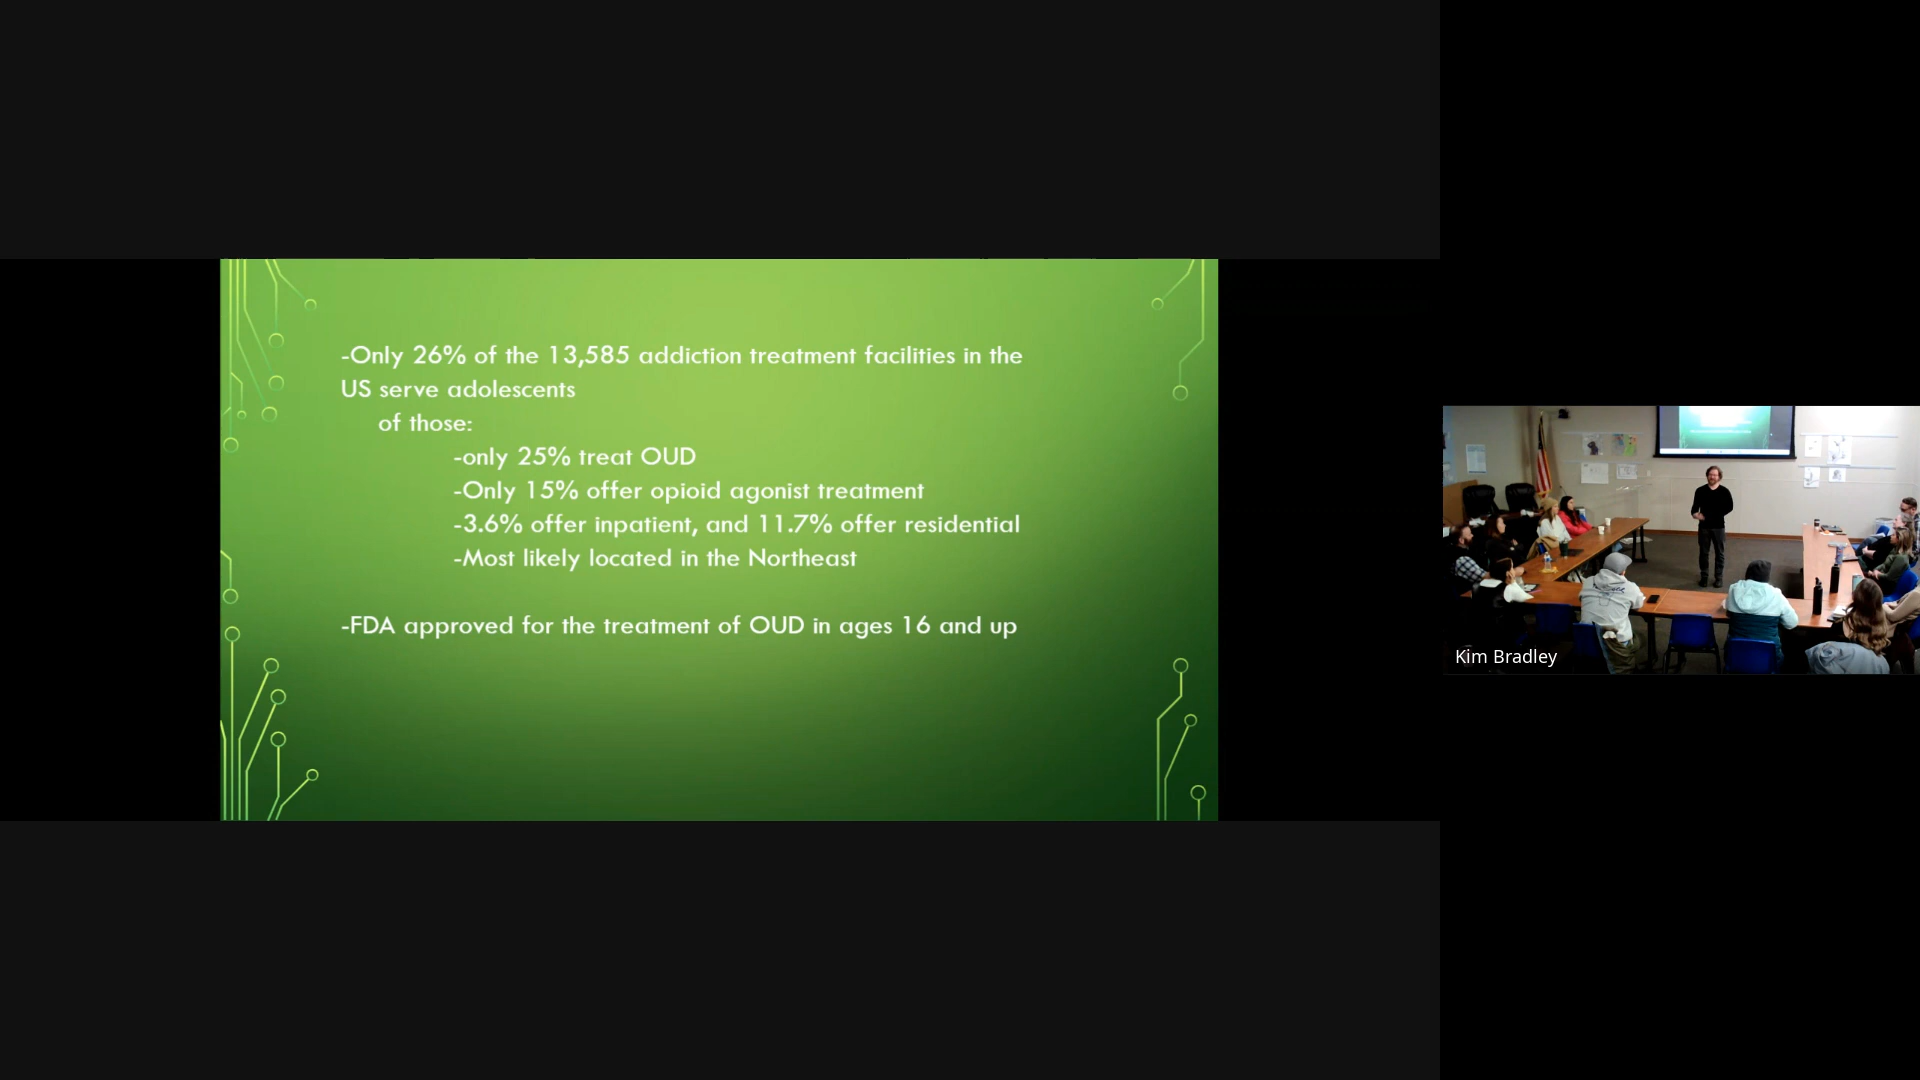 -Only 26% of the 13,585 addiction treatment facilities in the
US serve adolescents
of those:
-only 25% treat OUD
-Only 15% offer opioid agonist treatment
-3.6% offer inpatient, and 11.7% offer residential
-Most likely located in the Northeast
-FDA approved for the treatment of OUD in ages 16 and up
Kim Bradley